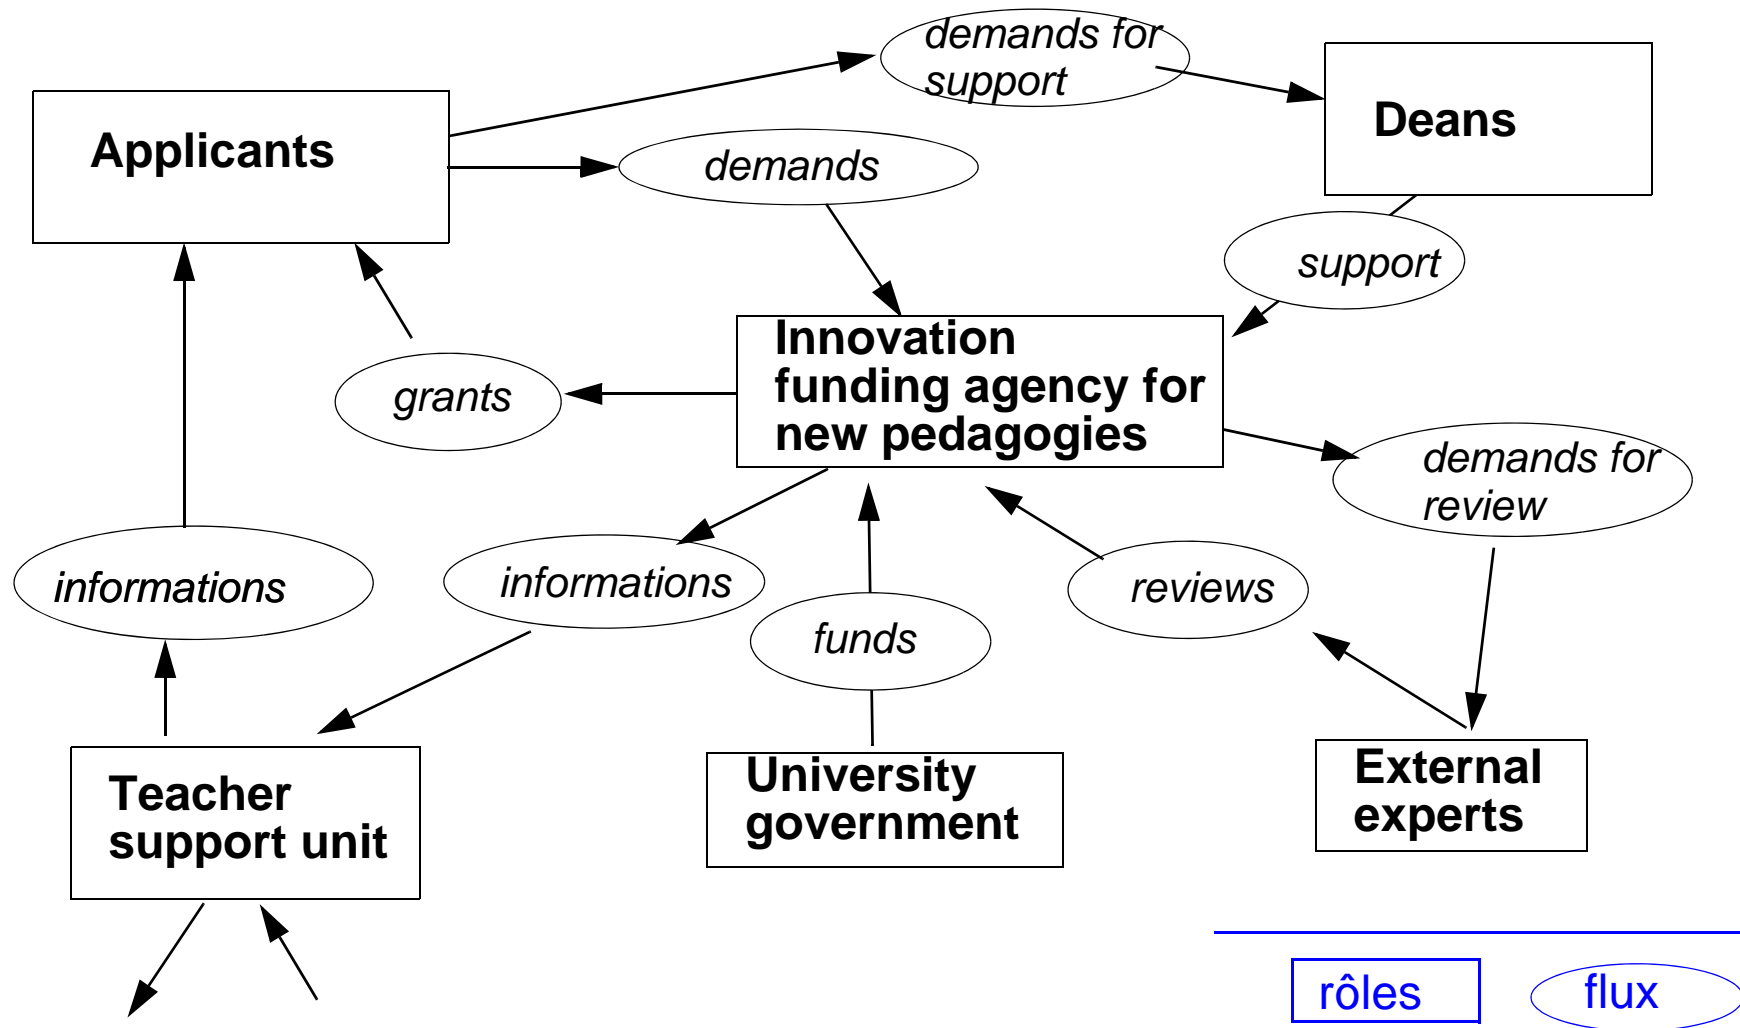 demands for
support
Deans
Applicants
demands
support
Innovation
funding agency for
new pedagogies
grants
demands for
review
informations
informations
reviews
funds
Teacher
support unit
University
government
External
experts
rôles
flux